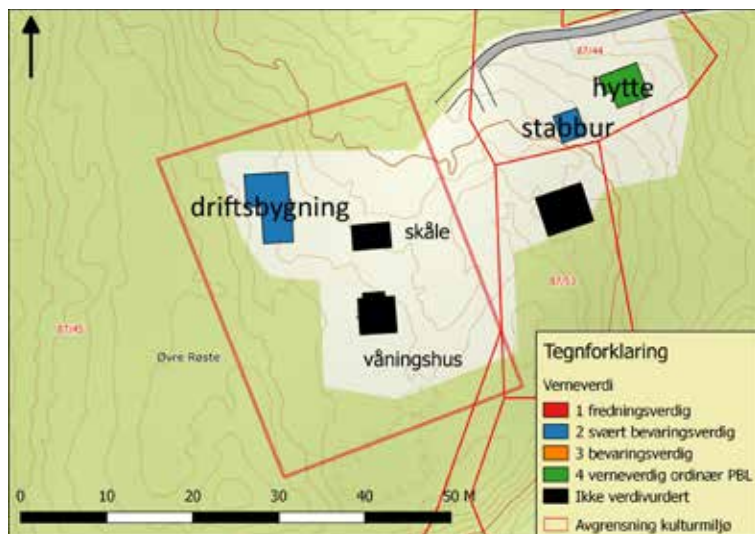 87/44
hytte
stabbur
driftsbygning
skåle
87/53
87/45
Øvre Røste
våningshus
Tegnforklaring
Verneverdi
1 fredningsverdig
2 svært bevaringsverdig
3 bevaringsverdig
4 verneverdig ordinær PBL
Ikke verdivurdert
Avgrensning kulturmiljø
0 10 20 30 40 50 M